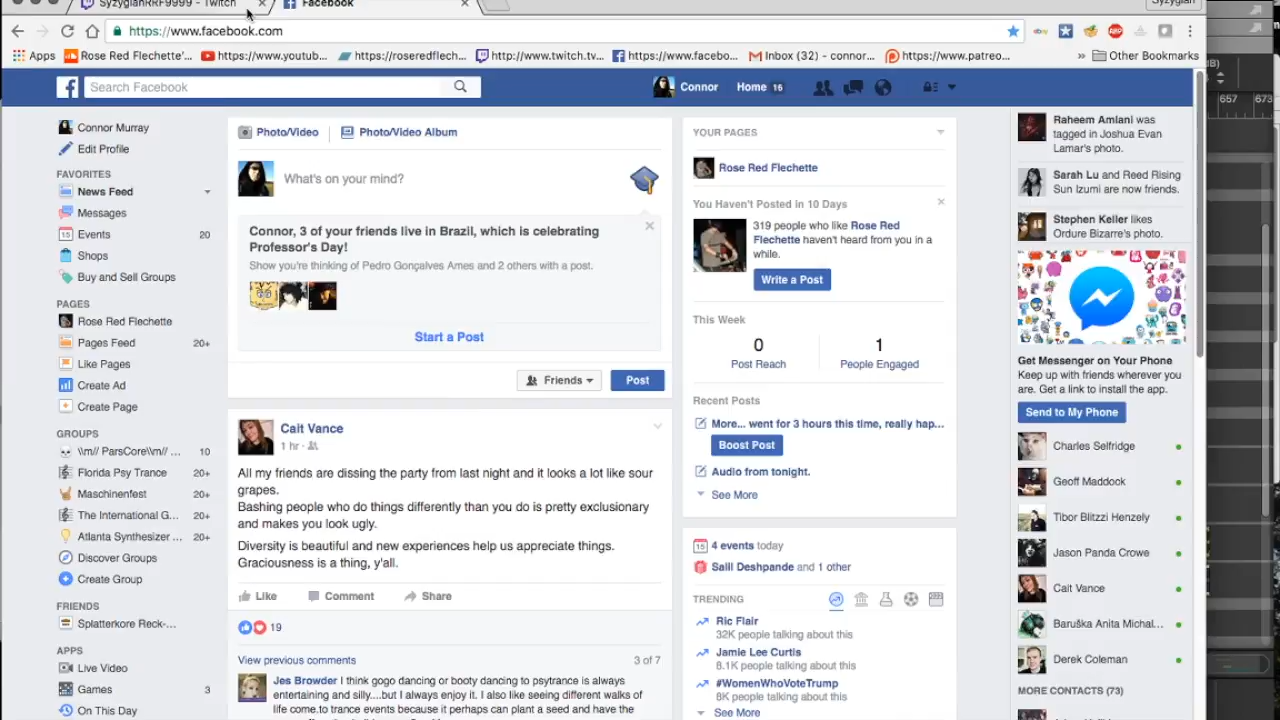 SyzygianRRF9999 - Twitch
Facebook
Syzygian
https://www.facebook.com
Apps
Rose Red Flechette'...
https://www.youtub...
https://roseredflec...
http://www.twitch.tv...
https://www.facebo...
Inbox (32) - connor...
https://www.patreo...
» Other Bookmarks
Search Facebook
Connor
Home 16
Connor Murray
Edit Profile
FAVORITES
News Feed
Messages
Events 20
Shops
Buy and Sell Groups
PAGES
Rose Red Flechette
Pages Feed 20+
Like Pages
Create Ad
Create Page
GROUPS
\\m// ParsCore\\m// ... 10
Florida Psy Trance 20+
Maschinenfest 20+
The International G... 20+
Atlanta Synthesizer ... 20+
Discover Groups
Create Group
FRIENDS
Splatterkore Reck-...
APPS
Live Video
Games 3
On This Day
Photo/Video
Photo/Video Album
What's on your mind?
Connor, 3 of your friends live in Brazil, which is celebrating
Professor's Day!
Show you're thinking of Pedro Gonçalves Ames and 2 others with a post.
Start a Post
Friends
Post
Cait Vance
1 hr
All my friends are dissing the party from last night and it looks a lot like sour
grapes.
Bashing people who do things differently than you do is pretty exclusionary
and makes you look ugly.
Diversity is beautiful and new experiences help us appreciate things.
Graciousness is a thing, y'all.
Like
Comment
Share
19
View previous comments
3 of 7
Jes Browder I think gogo dancing or booty dancing to psytrance is always
entertaining and silly....but I always enjoy it. I also like seeing different walks of
life come.to trance events because it perhaps can plant a seed and have the
YOUR PAGES
Rose Red Flechette
You Haven't Posted in 10 Days
319 people who like Rose Red
Flechette haven't heard from you in a
while.
Write a Post
This Week
0
Post Reach
1
People Engaged
Recent Posts
More... went for 3 hours this time, really hap...
Boost Post
Audio from tonight.
See More
15
4 events today
Salil Deshpande and 1 other
TRENDING
Ric Flair
32K people talking about this
Jamie Lee Curtis
8.1K people talking about this
#WomenWhoVoteTrump
8K people talking about this
See More
Raheem Amlani was
tagged in Joshua Evan
Lamar's photo.
Sarah Lu and Reed Rising
Sun Izumi are now friends.
Stephen Keller likes
Ordure Bizarre's photo.
Get Messenger on Your Phone
Keep up with friends wherever you
are. Get a link to install the app.
Send to My Phone
Charles Selfridge
Geoff Maddock
Tibor Blitzzi Henzely
Jason Panda Crowe
Cait Vance
Baruška Anita Michal...
Derek Coleman
MORE CONTACTS (73)
657
673